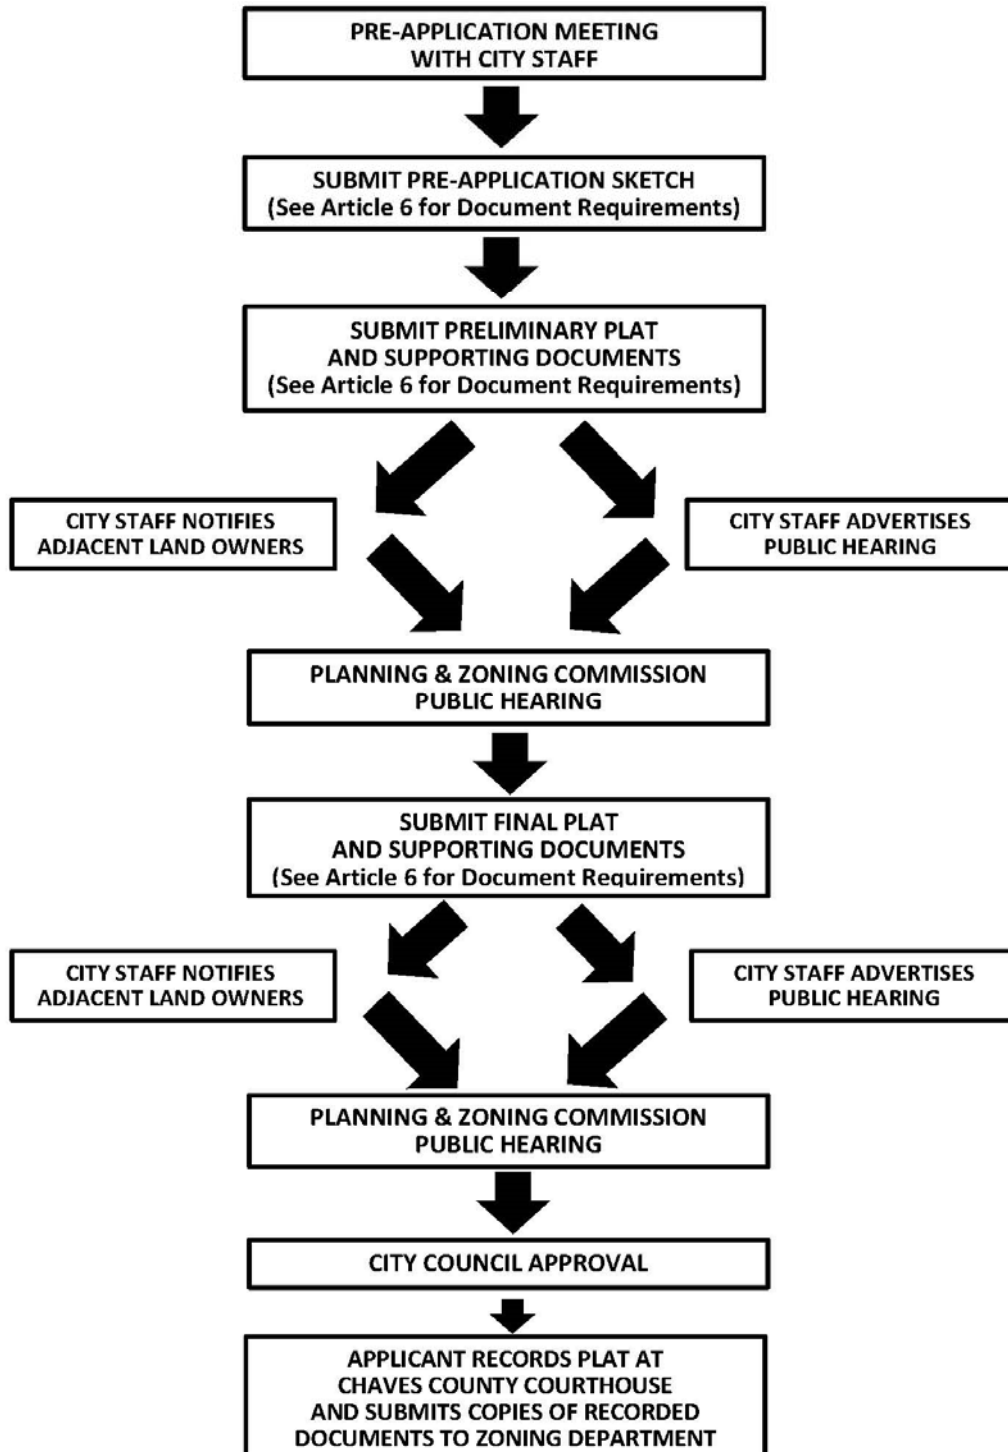 PRE-APPLICATION MEETING
WITH CITY STAFF
SUBMIT PRE-APPLICATION SKETCH
(See Article 6 for Document Requirements)
SUBMIT PRELIMINARY PLAT
AND SUPPORTING DOCUMENTS
(See Article 6 for Document Requirements)
CITY STAFF NOTIFIES
ADJACENT LAND OWNERS
CITY STAFF ADVERTISES
PUBLIC HEARING
PLANNING & ZONING COMMISSION
PUBLIC HEARING
SUBMIT FINAL PLAT
AND SUPPORTING DOCUMENTS
(See Article 6 for Document Requirements)
CITY STAFF NOTIFIES
ADJACENT LAND OWNERS
CITY STAFF ADVERTISES
PUBLIC HEARING
PLANNING & ZONING COMMISSION
PUBLIC HEARING
CITY COUNCIL APPROVAL
APPLICANT RECORDS PLAT AT
CHAVES COUNTY COURTHOUSE
AND SUBMITS COPIES OF RECORDED
DOCUMENTS TO ZONING DEPARTMENT